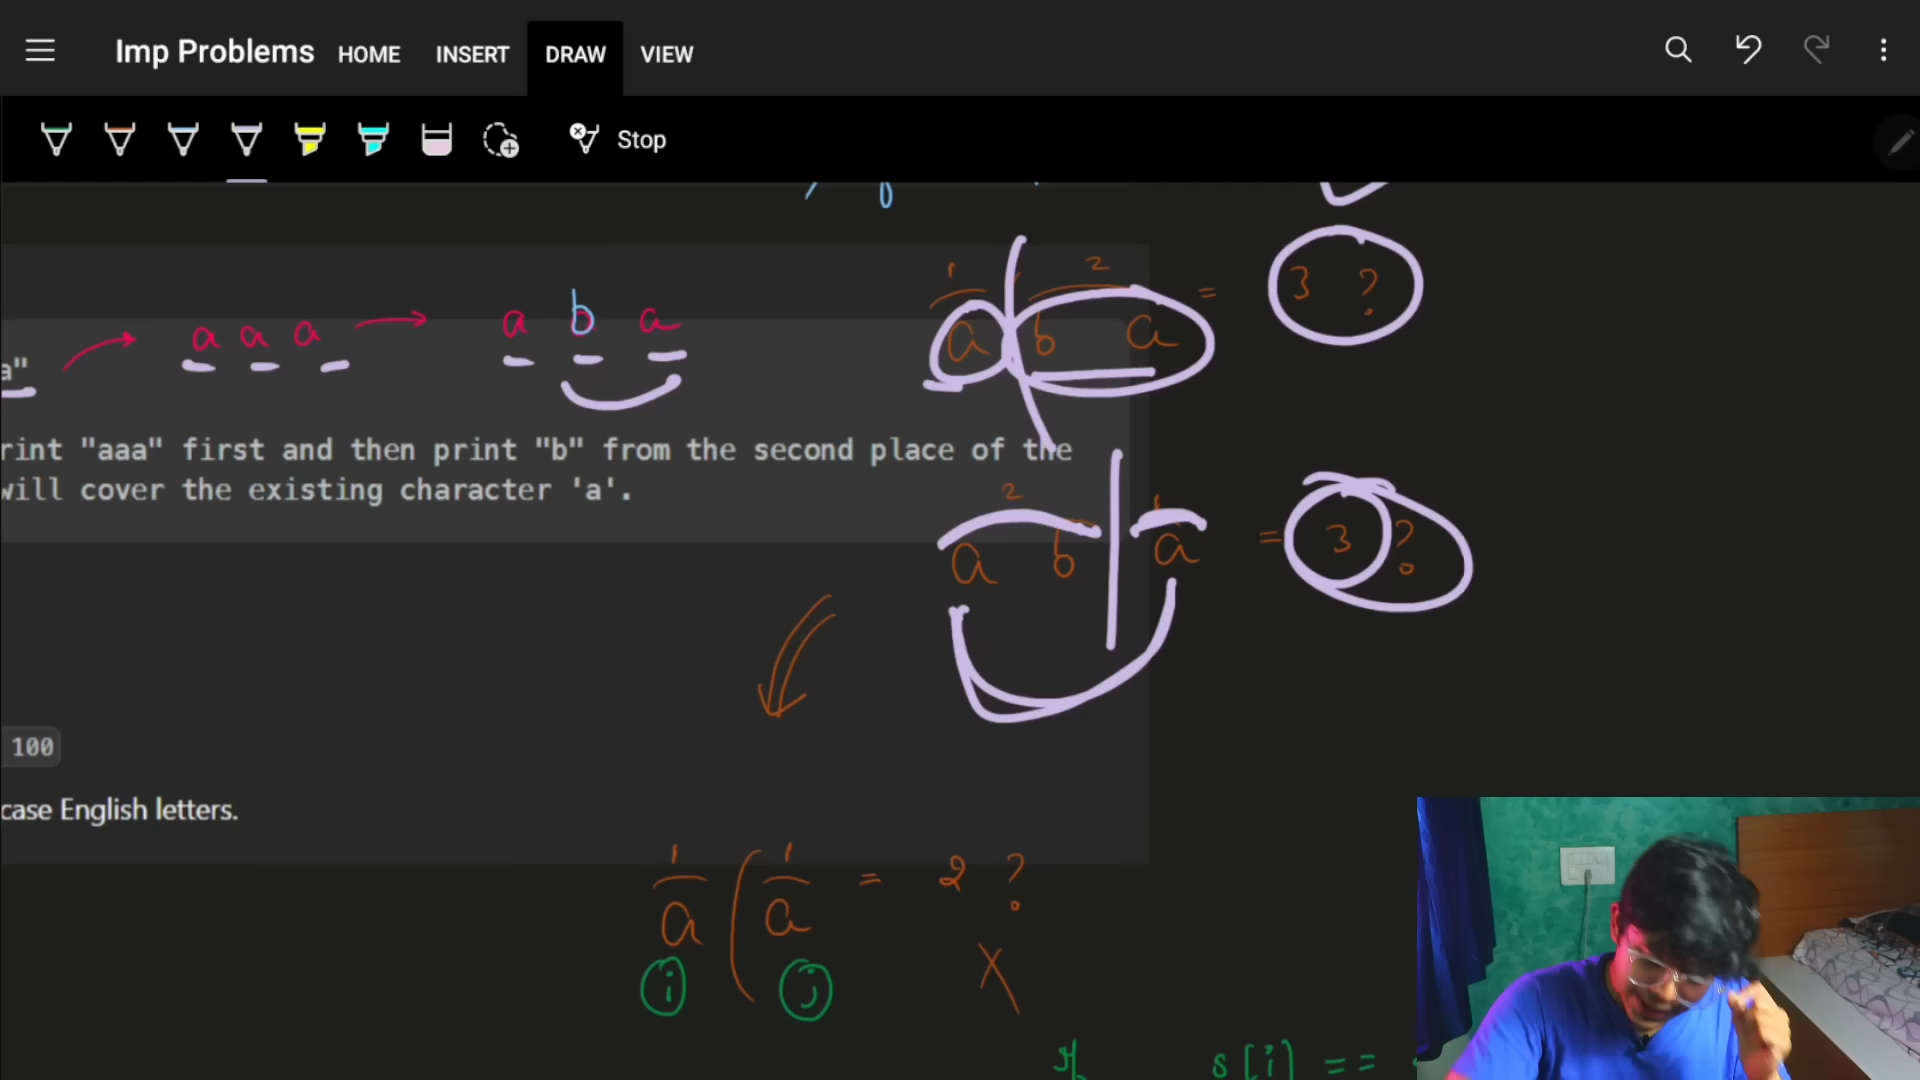 Imp Problems HOME INSERT DRAW VIEW
Stop
1 2
a b a = 3 ?
a a a a b a
a"
rint "aaa" first and then print "b" from the second place of the
will cover the existing character 'a'.
2 1
a b a = 3 ?
100
case English letters.
1 1
a a = 2 ?
i j X
If s[i] ==